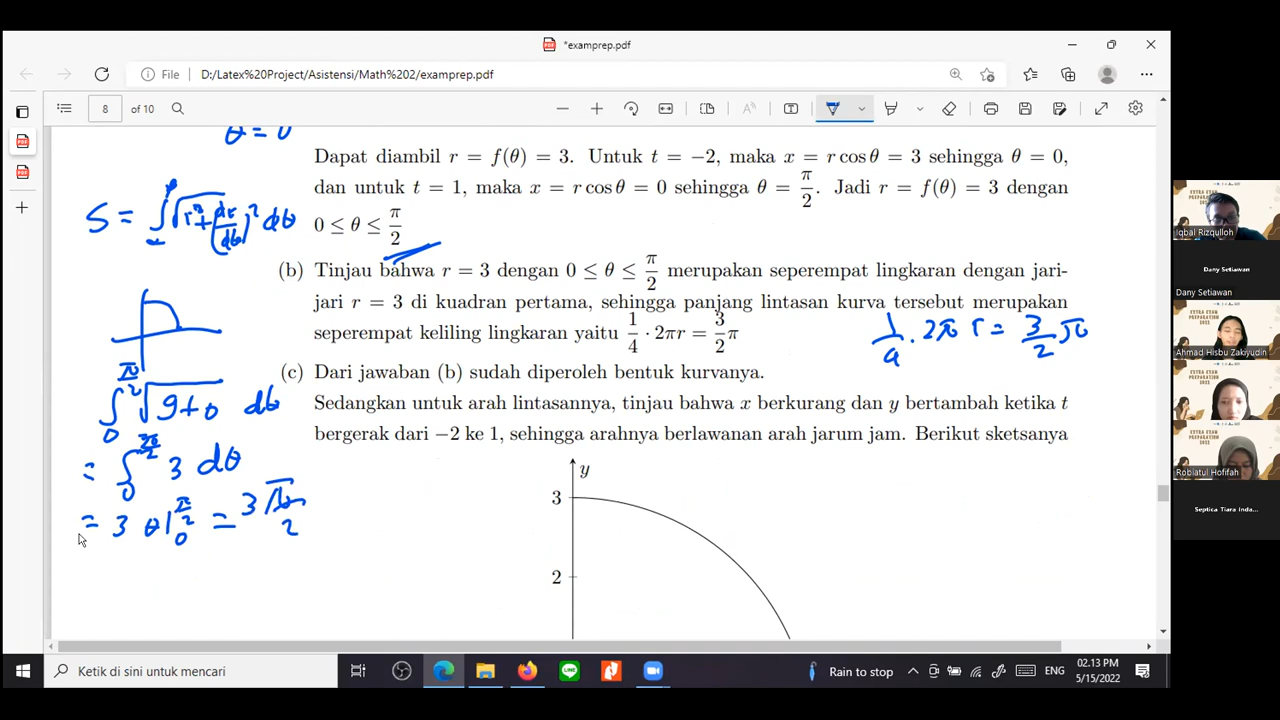 *examprep.pdf
File
D:/Latex%20Project/Asistensi/Math%202/examprep.pdf
8 of 10
θ = 0
Dapat diambil r = f(θ) = 3. Untuk t = −2, maka x = r cos θ = 3 sehingga θ = 0,
dan untuk t = 1, maka x = r cos θ = 0 sehingga θ = π/2. Jadi r = f(θ) = 3 dengan
0 ≤ θ ≤ π/2
(b) Tinjau bahwa r = 3 dengan 0 ≤ θ ≤ π/2 merupakan seperempat lingkaran dengan jari-
jari r = 3 di kuadran pertama, sehingga panjang lintasan kurva tersebut merupakan
seperempat keliling lingkaran yaitu 1/4 · 2πr = 3/2 π
(c) Dari jawaban (b) sudah diperoleh bentuk kurvanya.
Sedangkan untuk arah lintasannya, tinjau bahwa x berkurang dan y bertambah ketika t
bergerak dari −2 ke 1, sehingga arahnya berlawanan arah jarum jam. Berikut sketsanya
y
3
2
S = ∫ √r² + (dr/dθ)² dθ
∫₀^(π/2) √9+0 dθ
= ∫₀^(π/2) 3 dθ
= 3 θ|₀^(π/2) = 3π/2
1/4 . 2π r = 3/2 π
Iqbal Rizqulloh
Dany Setiawan
Dany Setiawan
Ahmad Hisbu Zakiyudin
Robiatul Hofifah
Septica Tiara Inda...
Ketik di sini untuk mencari
Rain to stop
ENG
02.13 PM
5/15/2022